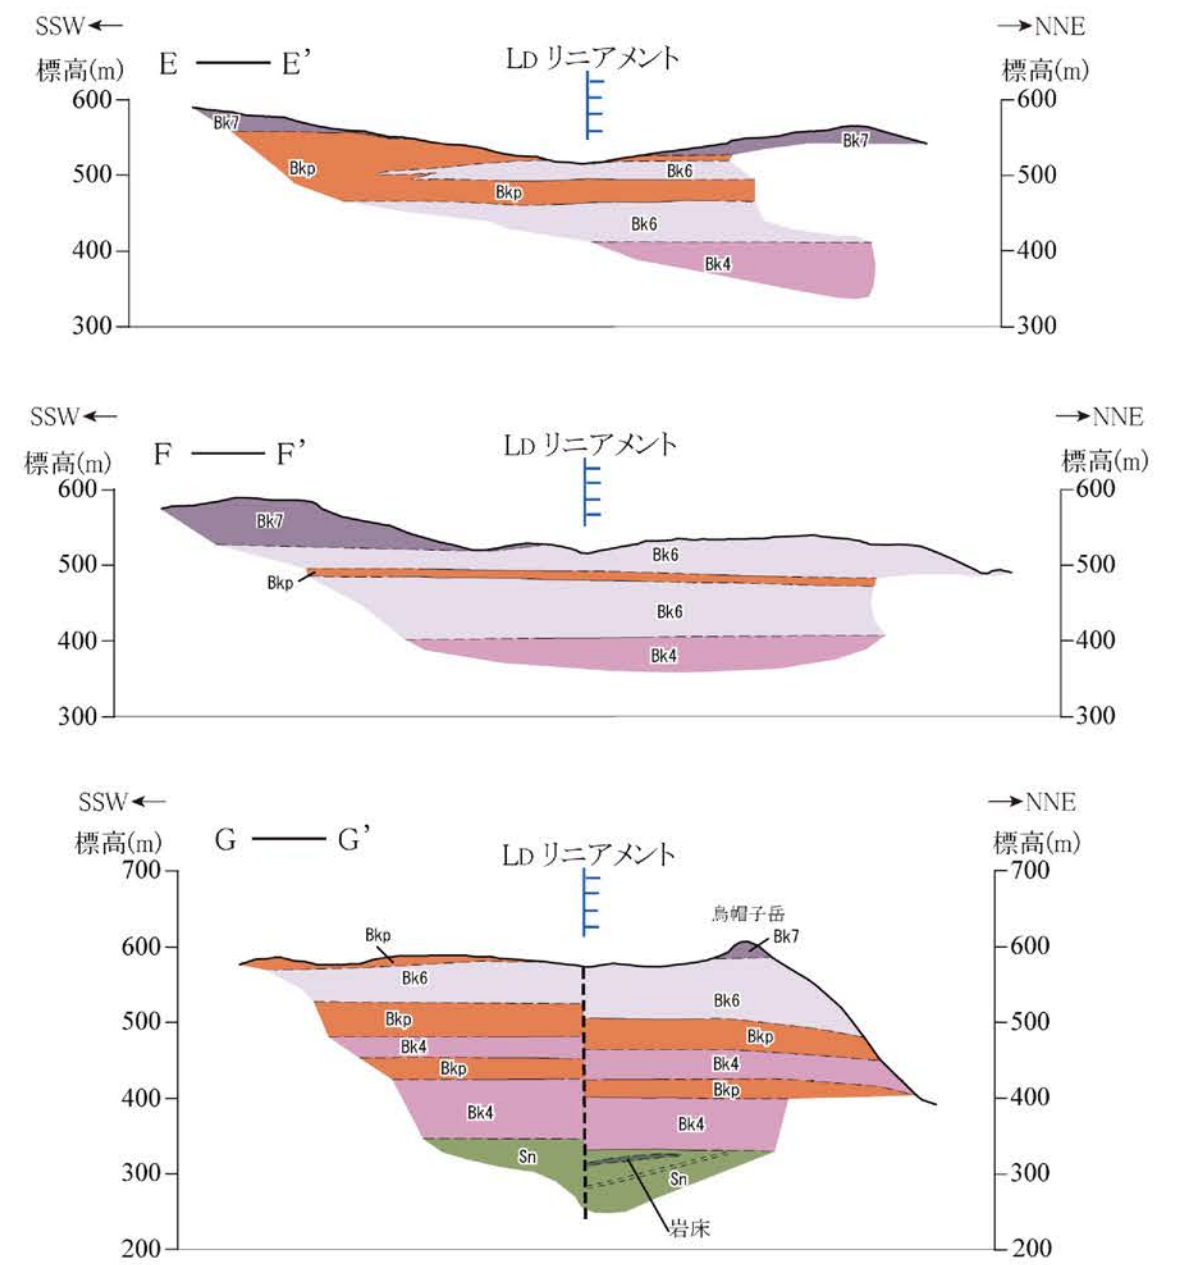 SSW← →NNE
標高(m) E — E’ LD リニアメント 標高(m)
600 600
Bk7 Bk7
Bkp Bk6
500 500
Bkp
Bk6
400 400
Bk4
300 300
SSW← →NNE
標高(m) F — F’ LD リニアメント 標高(m)
600 600
Bk7
Bk6
500 500
Bkp
Bk6
400 400
Bk4
300 300
SSW← →NNE
標高(m) G — G’ LD リニアメント 標高(m)
700 700
烏帽子岳
Bkp Bk7
600 600
Bk6 Bk6
500 500
Bkp Bkp
Bk4 Bk4
Bkp Bkp
400 400
Bk4 Bk4
Sn Sn
300 300
岩床
200 200